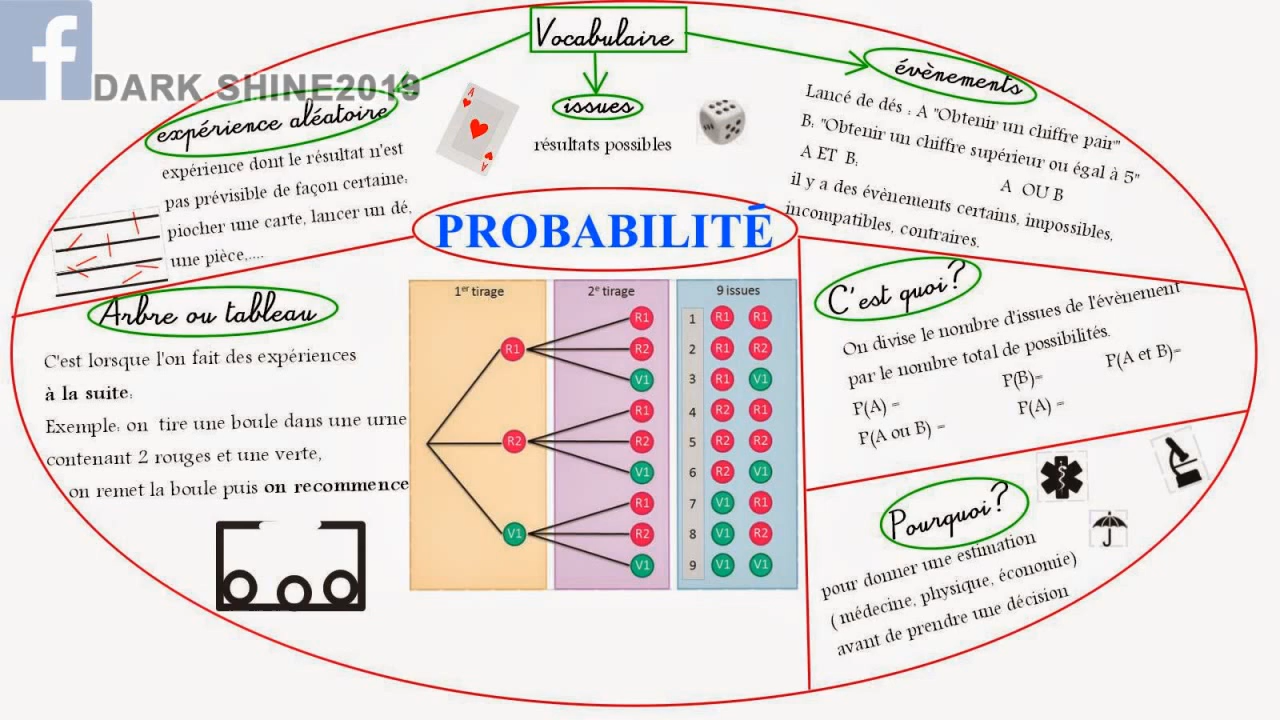 f
DARK SHINE2019
Vocabulaire
expérience aléatoire
expérience dont le résultat n'est
pas prévisible de façon certaine:
piocher une carte, lancer un dé,
une pièce,....
A
A
issues
résultats possibles
évènements
Lancé de dés : A "Obtenir un chiffre pair"
B: "Obtenir un chiffre supérieur ou égal à 5"
A ET B:
A OU B
il y a des évènements certains, impossibles,
incompatibles, contraires.
PROBABILITÉ
Arbre ou tableau
C'est lorsque l'on fait des expériences
à la suite:
Exemple: on tire une boule dans une urne
contenant 2 rouges et une verte,
on remet la boule puis on recommence
1er tirage
2e tirage
9 issues
R1
R2
V1
R1
R2
V1
R1
R2
V1
R1
R2
V1
1 R1 R1
2 R1 R2
3 R1 V1
4 R2 R1
5 R2 R2
6 R2 V1
7 V1 R1
8 V1 R2
9 V1 V1
C'est quoi?
On divise le nombre d'issues de l'évènement
par le nombre total de possibilités.
P(A) =
P(B)=
P(A et B)=
P(A ou B) =
P(A) =
Pourquoi?
pour donner une estimation
(médecine, physique, économie)
avant de prendre une décision